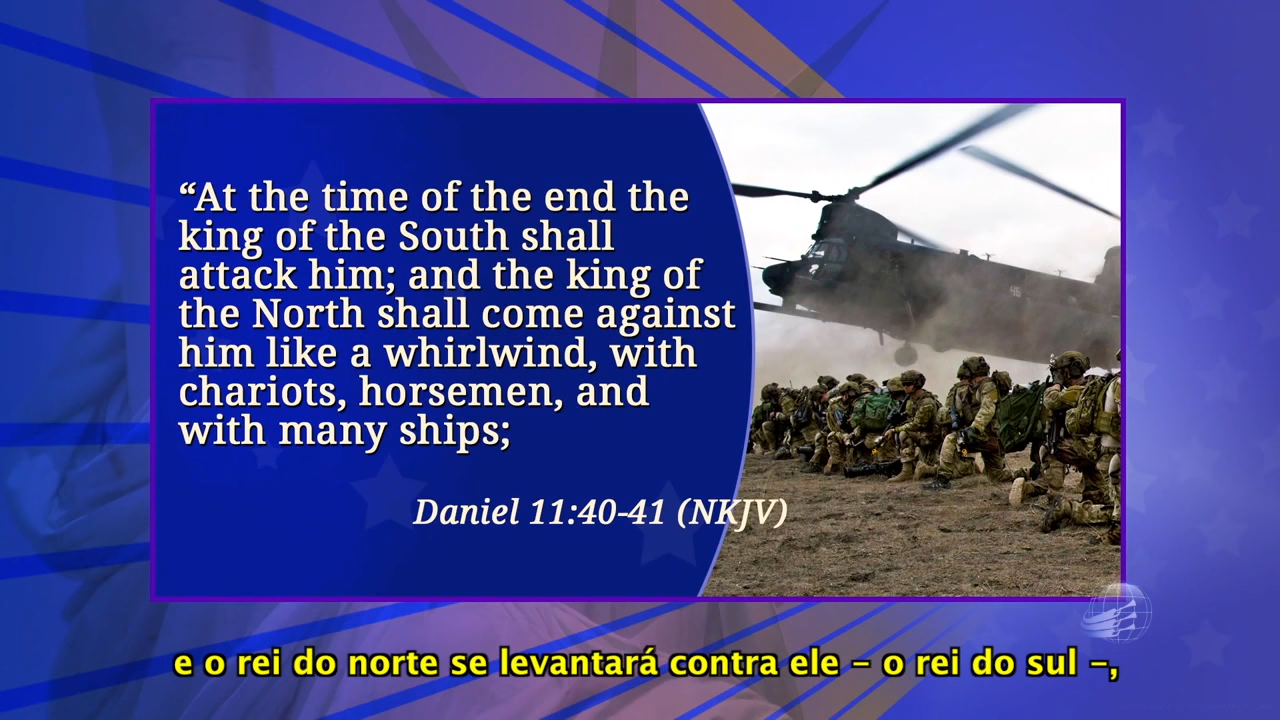 “At the time of the end the
king of the South shall
attack him; and the king of
the North shall come against
him like a whirlwind, with
chariots, horsemen, and
with many ships;
Daniel 11:40-41 (NKJV)
e o rei do norte se levantará contra ele – o rei do sul –,